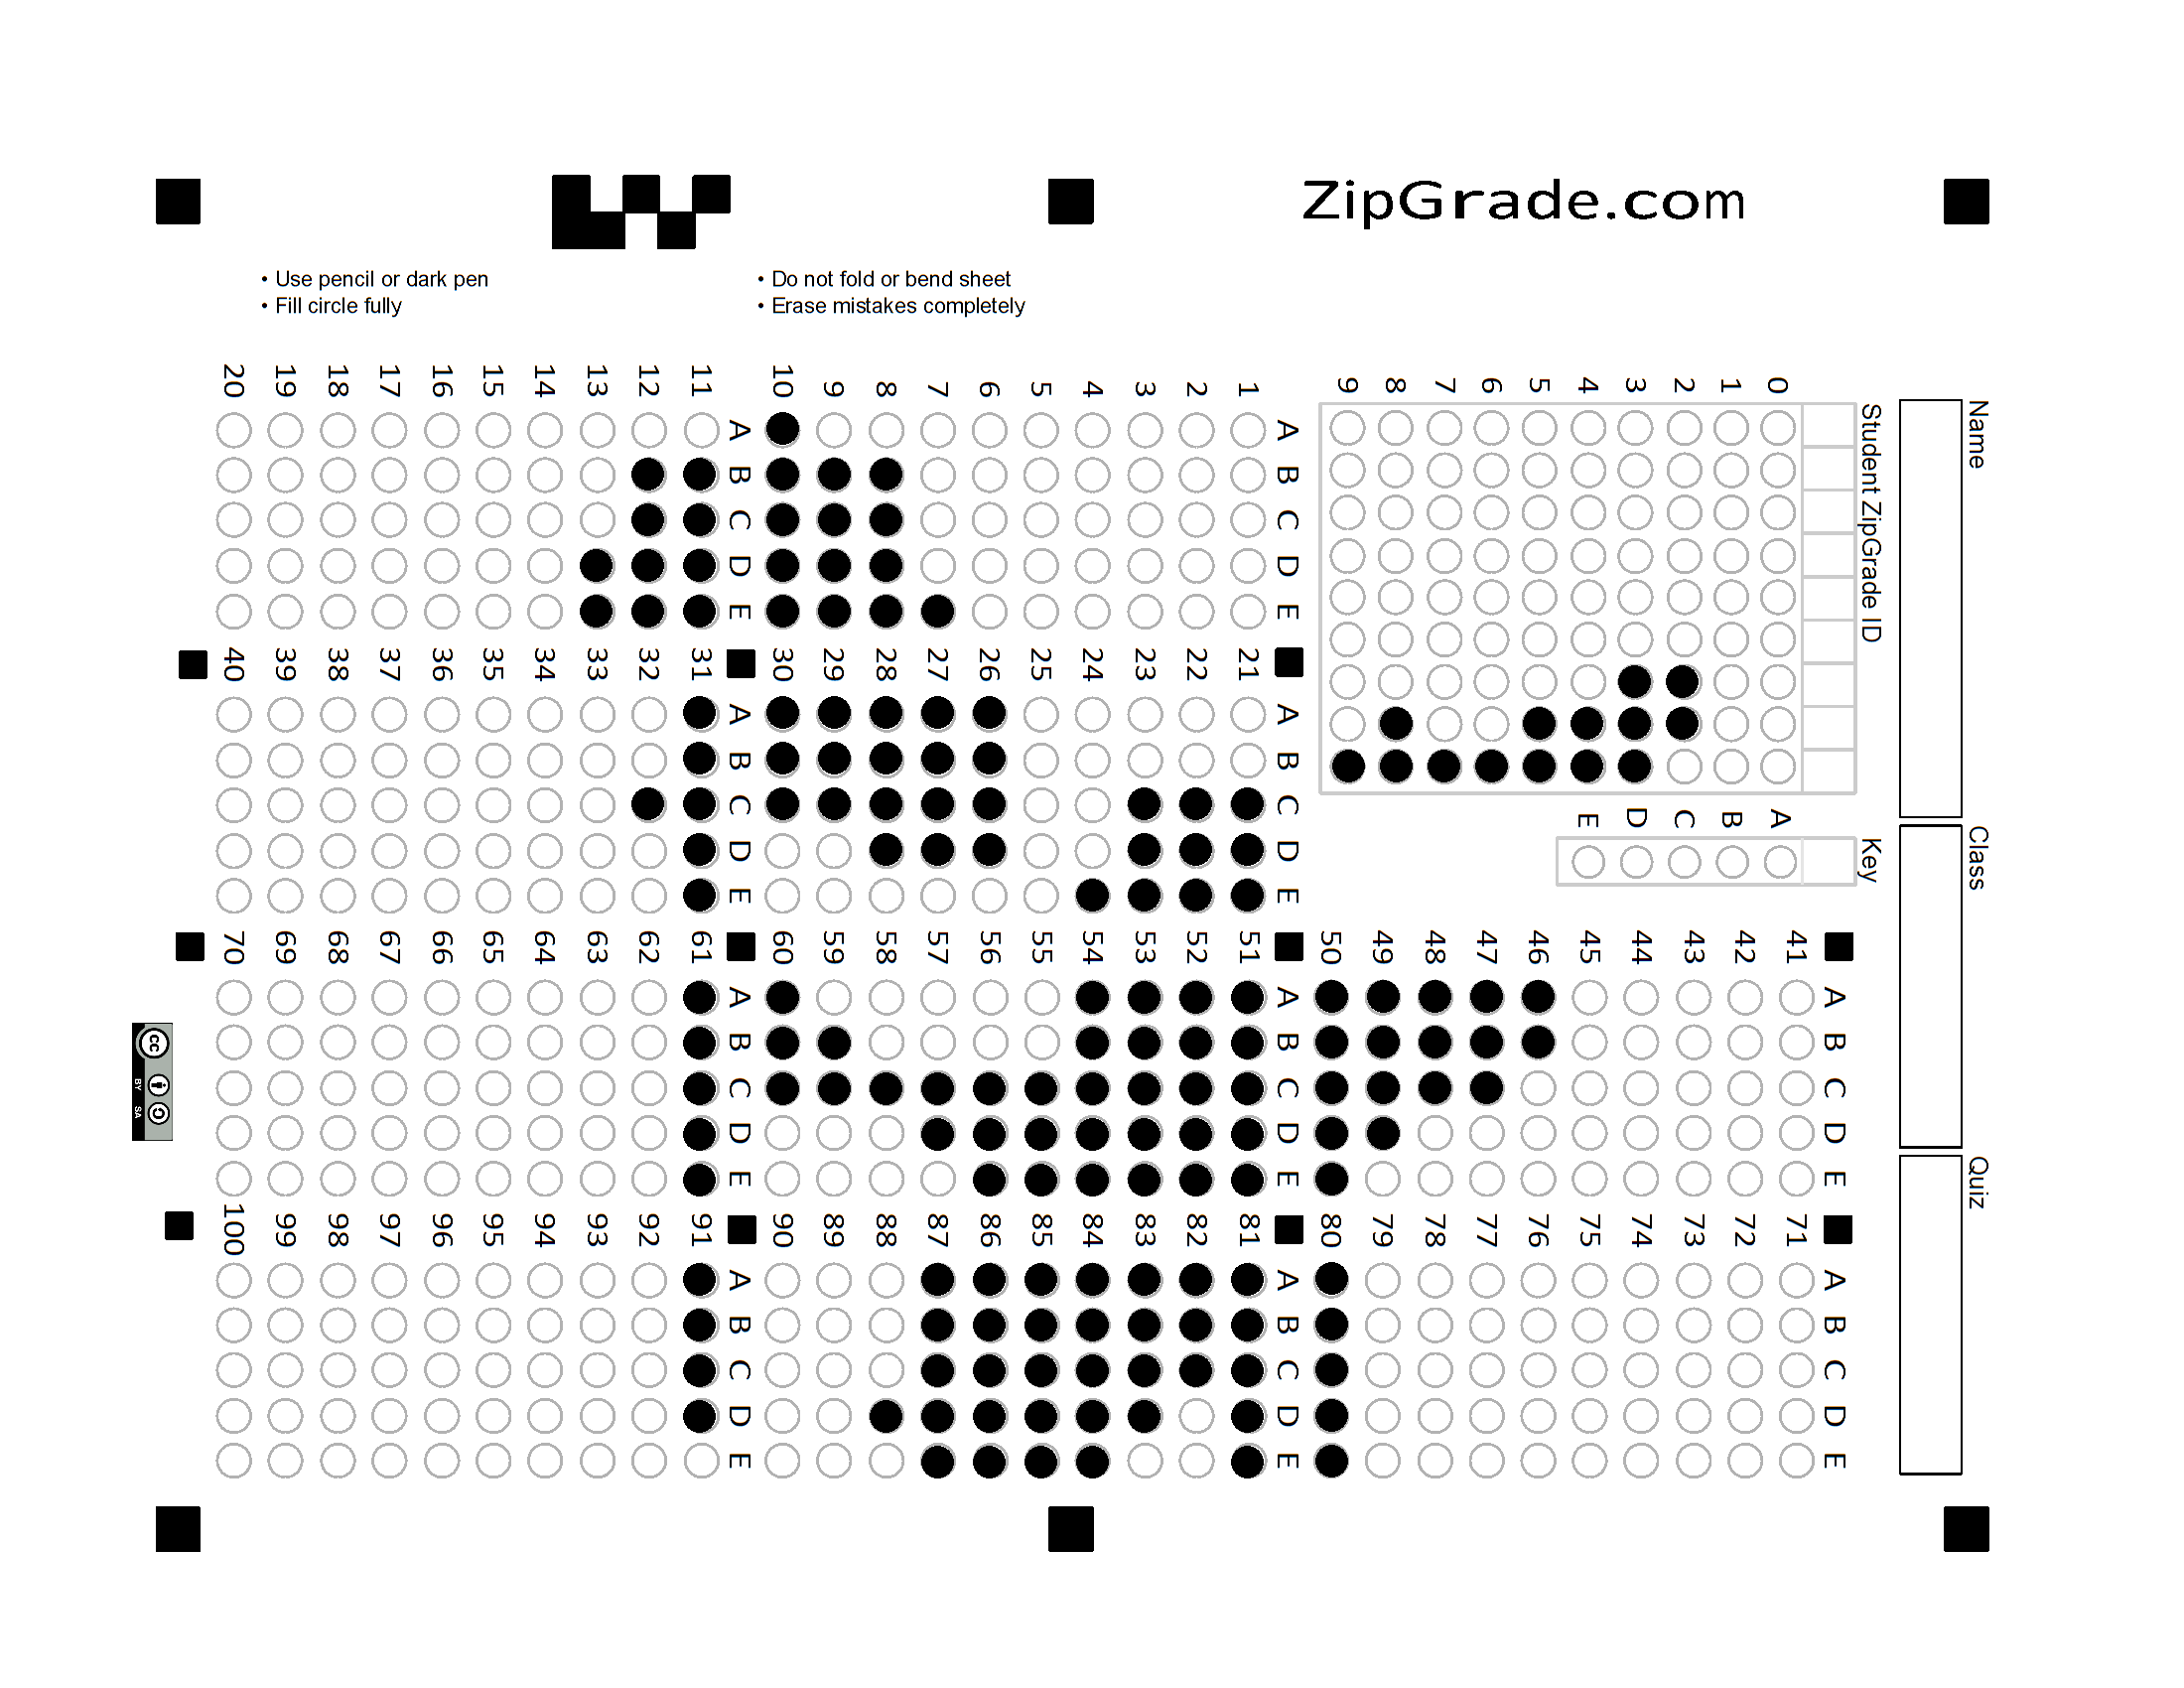 ZipGrade.com
• Use pencil or dark pen
• Fill circle fully
• Do not fold or bend sheet
• Erase mistakes completely
Name
Class
Quiz
Student ZipGrade ID
0 1 2 3 4 5 6 7 8 9
Key
A B C D E
1 2 3 4 5 6 7 8 9 10
A B C D E
11 12 13 14 15 16 17 18 19 20
A B C D E
21 22 23 24 25 26 27 28 29 30
A B C D E
31 32 33 34 35 36 37 38 39 40
A B C D E
41 42 43 44 45 46 47 48 49 50
A B C D E
51 52 53 54 55 56 57 58 59 60
A B C D E
61 62 63 64 65 66 67 68 69 70
A B C D E
71 72 73 74 75 76 77 78 79 80
A B C D E
81 82 83 84 85 86 87 88 89 90
A B C D E
91 92 93 94 95 96 97 98 99 100
A B C D E
cc
BY SA